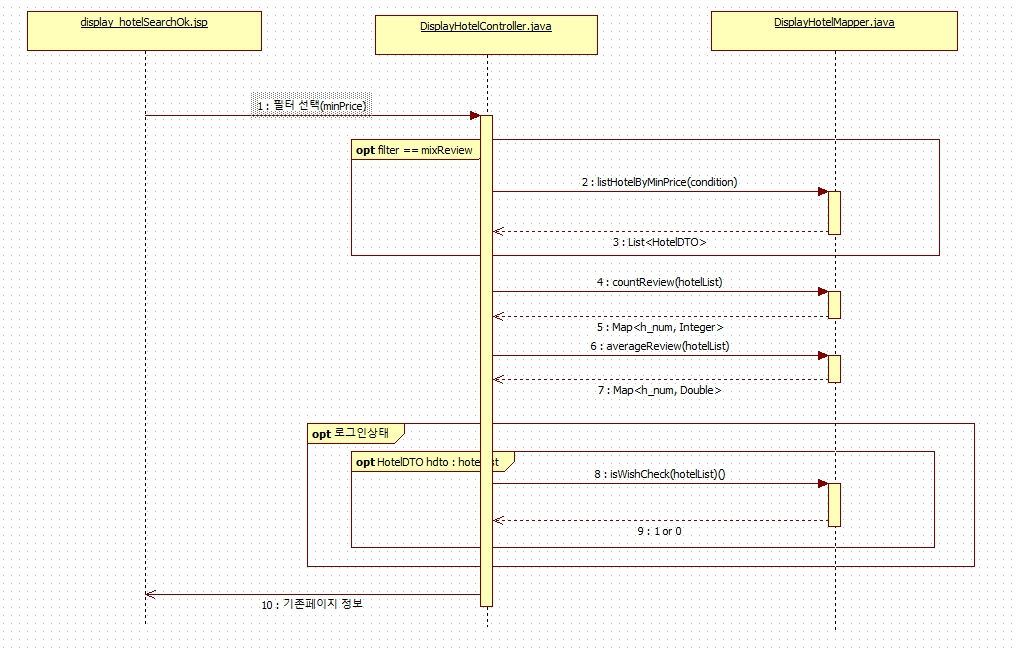 display_hotelSearchOk.jsp
DisplayHotelController.java
DisplayHotelMapper.java
1 : 필터 선택(minPrice)
opt filter == mixReview
2 : listHotelByMinPrice(condition)
3 : List<HotelDTO>
4 : countReview(hotelList)
5 : Map<h_num, Integer>
6 : averageReview(hotelList)
7 : Map<h_num, Double>
opt 로그인상태
opt HotelDTO hdto : hotelList
8 : isWishCheck(hotelList)()
9 : 1 or 0
10 : 기존페이지 정보